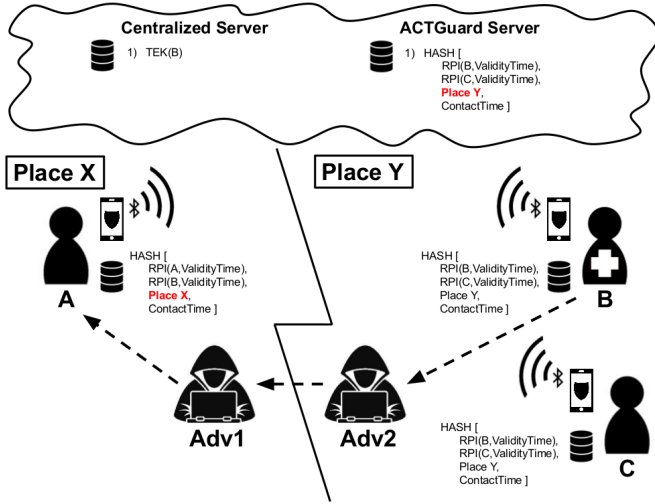 Centralized Server
1) TEK(B)
ACTGuard Server
1) HASH [
RPI(B,ValidityTime),
RPI(C,ValidityTime),
Place Y,
ContactTime ]
Place X
Place Y
HASH [
RPI(A,ValidityTime),
RPI(B,ValidityTime),
Place X,
ContactTime ]
A
HASH [
RPI(B,ValidityTime),
RPI(C,ValidityTime),
Place Y,
ContactTime ]
B
Adv1
Adv2
HASH [
RPI(B,ValidityTime),
RPI(C,ValidityTime),
Place Y,
ContactTime ]
C